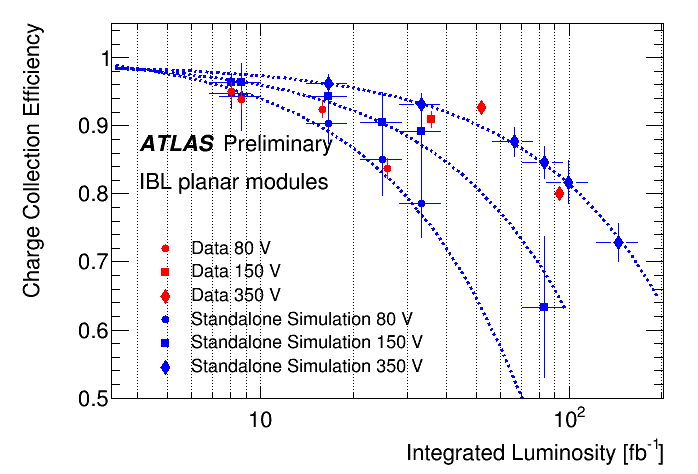 Charge Collection Efficiency
1
0.9
0.8
0.7
0.6
0.5
ATLAS Preliminary
IBL planar modules
Data 80 V
Data 150 V
Data 350 V
Standalone Simulation 80 V
Standalone Simulation 150 V
Standalone Simulation 350 V
10
10²
Integrated Luminosity [fb⁻¹]